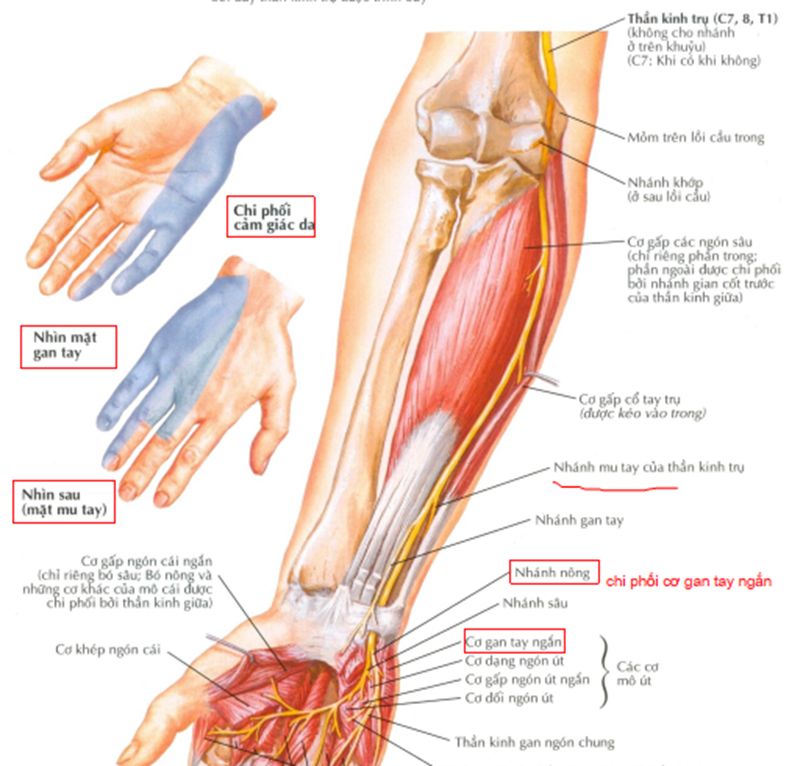 Thần kinh trụ (C7, 8, T1)
(không cho nhánh
ở trên khuỷu)
(C7: Khi có khi không)
Mỏm trên lồi cầu trong
Nhánh khớp
(ở sau lồi cầu)
Cơ gấp các ngón sâu
(chỉ riêng phần trong;
phần ngoài được chi phối
bởi nhánh gian cốt trước
của thần kinh giữa)
Chi phối
cảm giác da
Nhìn mặt
gan tay
Cơ gấp cổ tay trụ
(được kéo vào trong)
Nhìn sau
(mặt mu tay)
Nhánh mu tay của thần kinh trụ
Nhánh gan tay
Cơ gấp ngón cái ngắn
(chỉ riêng bó sâu; Bó nông và
những cơ khác của mô cái được
chi phối bởi thần kinh giữa)
Nhánh nông
chi phối cơ gan tay ngắn
Nhánh sâu
Cơ khép ngón cái
Cơ gan tay ngắn
Cơ dạng ngón út
Cơ gấp ngón út ngắn
Cơ đối ngón út
Các cơ
mô út
Thần kinh gan ngón chung